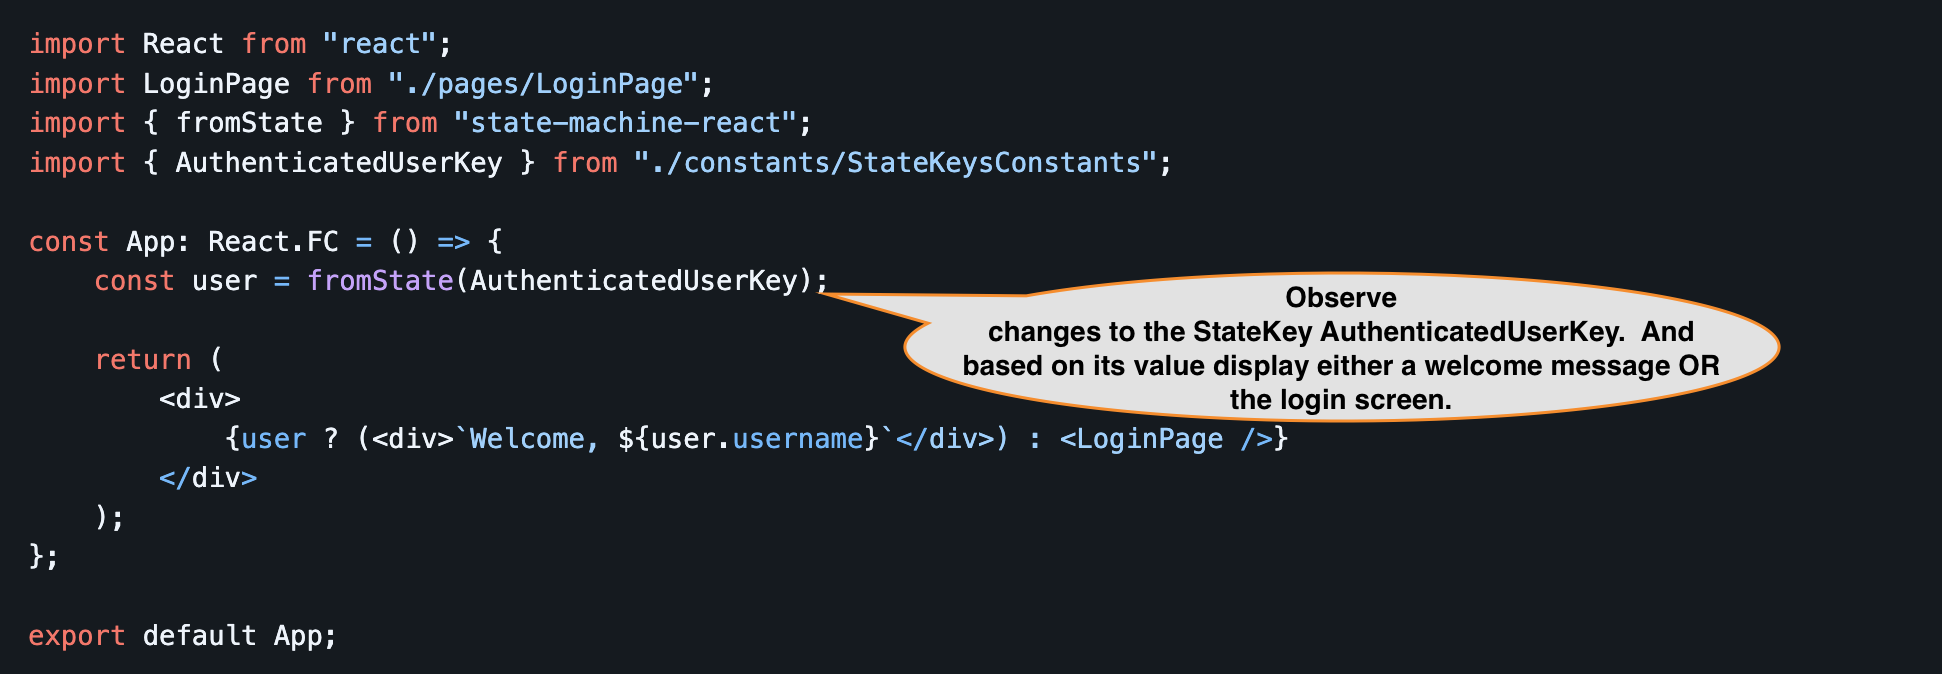 import React from "react";
import LoginPage from "./pages/LoginPage";
import { fromState } from "state-machine-react";
import { AuthenticatedUserKey } from "./constants/StateKeysConstants";
const App: React.FC = () => {
const user = fromState(AuthenticatedUserKey);
Observe
changes to the StateKey AuthenticatedUserKey.  And
based on its value display either a welcome message OR
the login screen.
return (
<div>
{user ? (<div>`Welcome, ${user.username}`</div>) : <LoginPage />}
</div>
);
};
export default App;